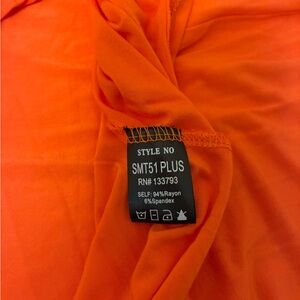 STYLE NO
SMT51 PLUS
RN# 133793
SELF: 94%Rayon
6%Spandex